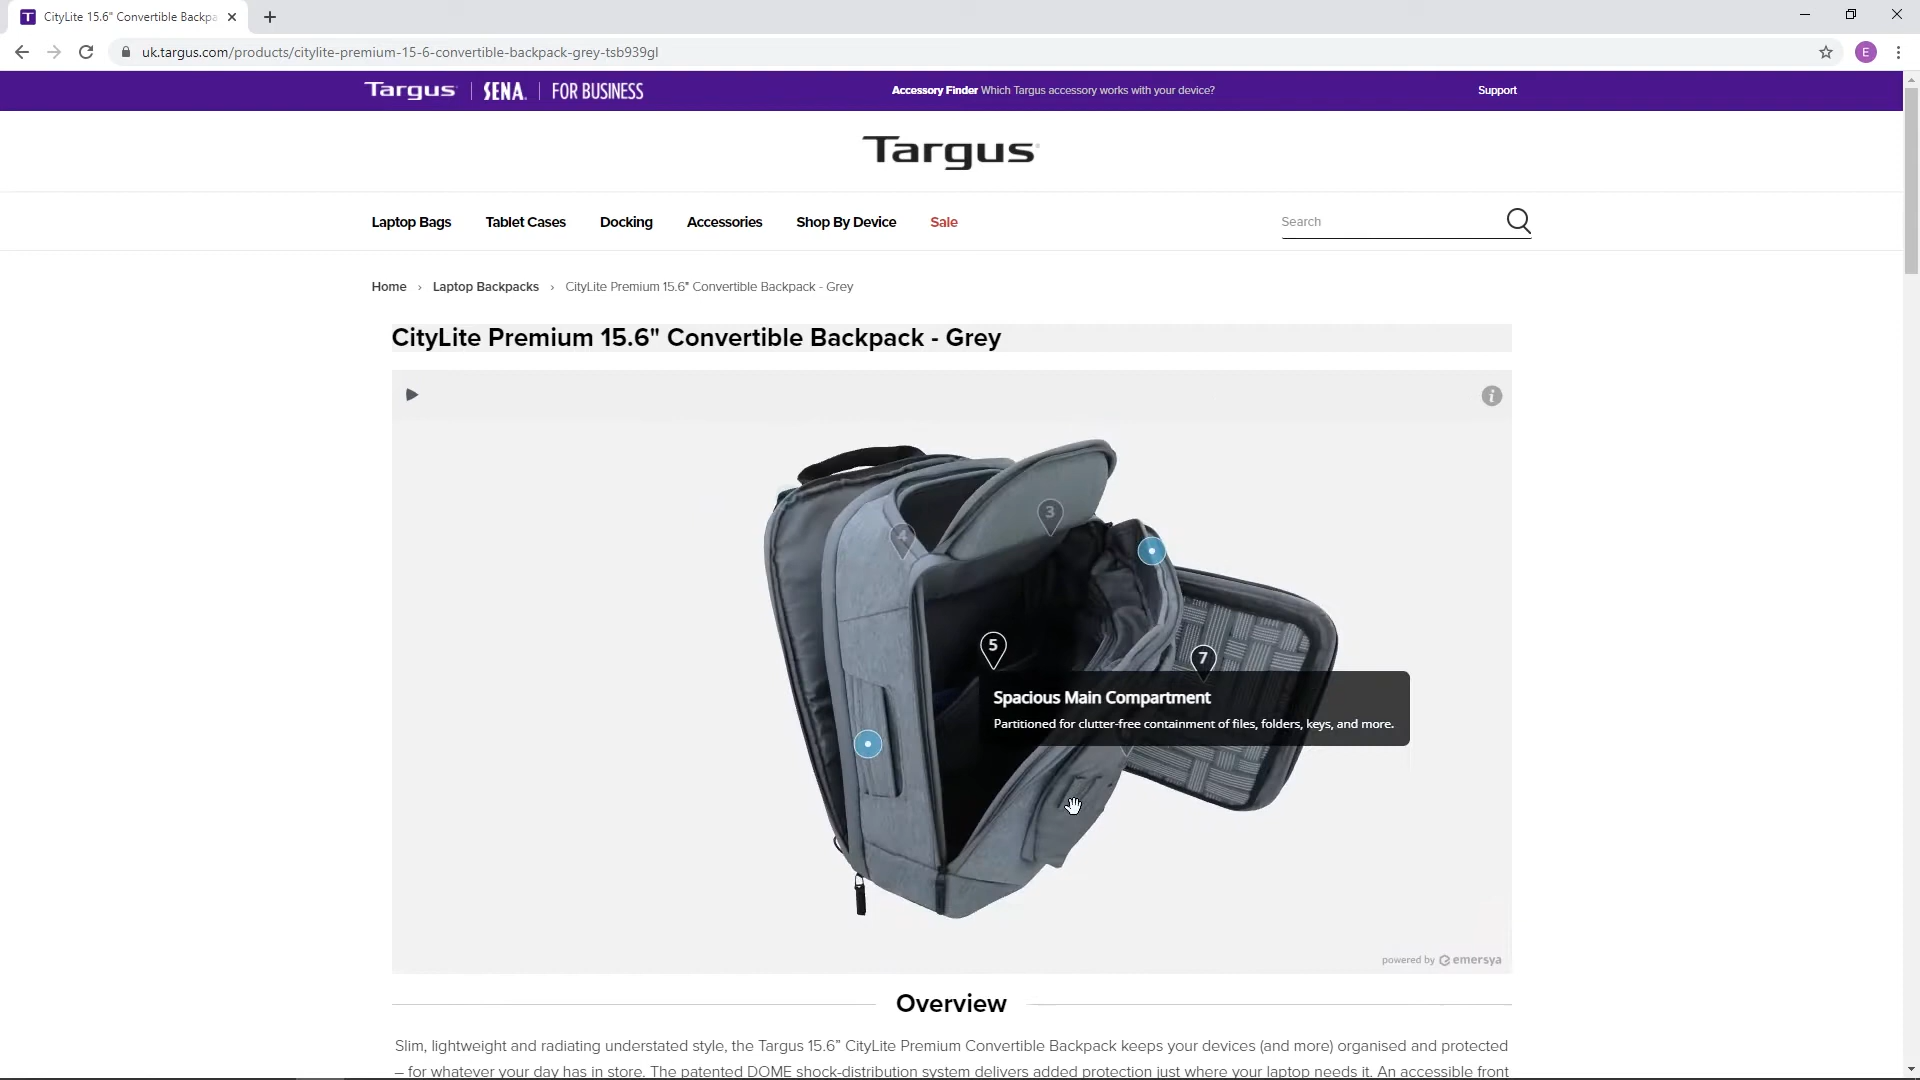 CityLite 15.6" Convertible Backpa
uk.targus.com/products/citylite-premium-15-6-convertible-backpack-grey-tsb939gl
E
Targus | SENA. | FOR BUSINESS
Accessory Finder Which Targus accessory works with your device?
Support
Targus
Laptop Bags Tablet Cases Docking Accessories Shop By Device Sale
Search
Home › Laptop Backpacks › CityLite Premium 15.6" Convertible Backpack - Grey
CityLite Premium 15.6" Convertible Backpack - Grey
3
4
5
7
Spacious Main Compartment
Partitioned for clutter-free containment of files, folders, keys, and more.
powered by emersya
Overview
Slim, lightweight and radiating understated style, the Targus 15.6” CityLite Premium Convertible Backpack keeps your devices (and more) organised and protected
– for whatever your day has in store. The patented DOME shock-distribution system delivers added protection just where your laptop needs it. An accessible front